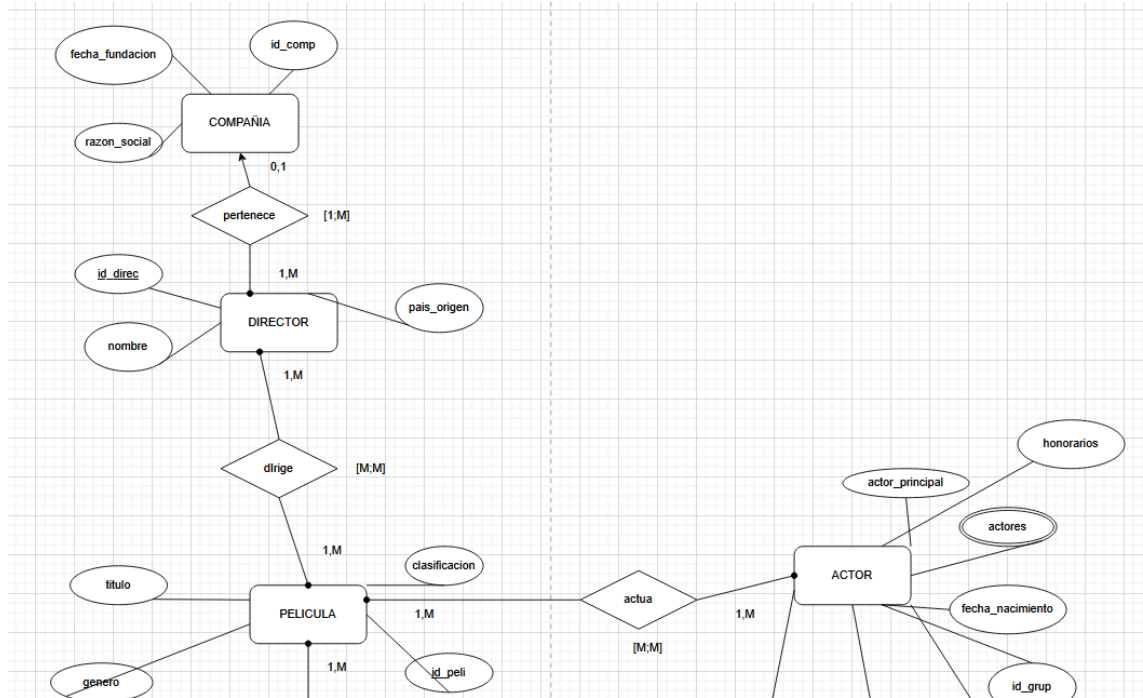 id_comp
fecha_fundacion
COMPAÑIA
razon_social
0,1
pertenece
[1;M]
id_direc
1,M
pais_origen
DIRECTOR
nombre
1,M
honorarios
dirige
[M;M]
actor_principal
actores
1,M
clasificacion
titulo
ACTOR
actua
PELICULA
1,M
1,M
fecha_nacimiento
[M;M]
1,M
id_peli
genero
id_grup